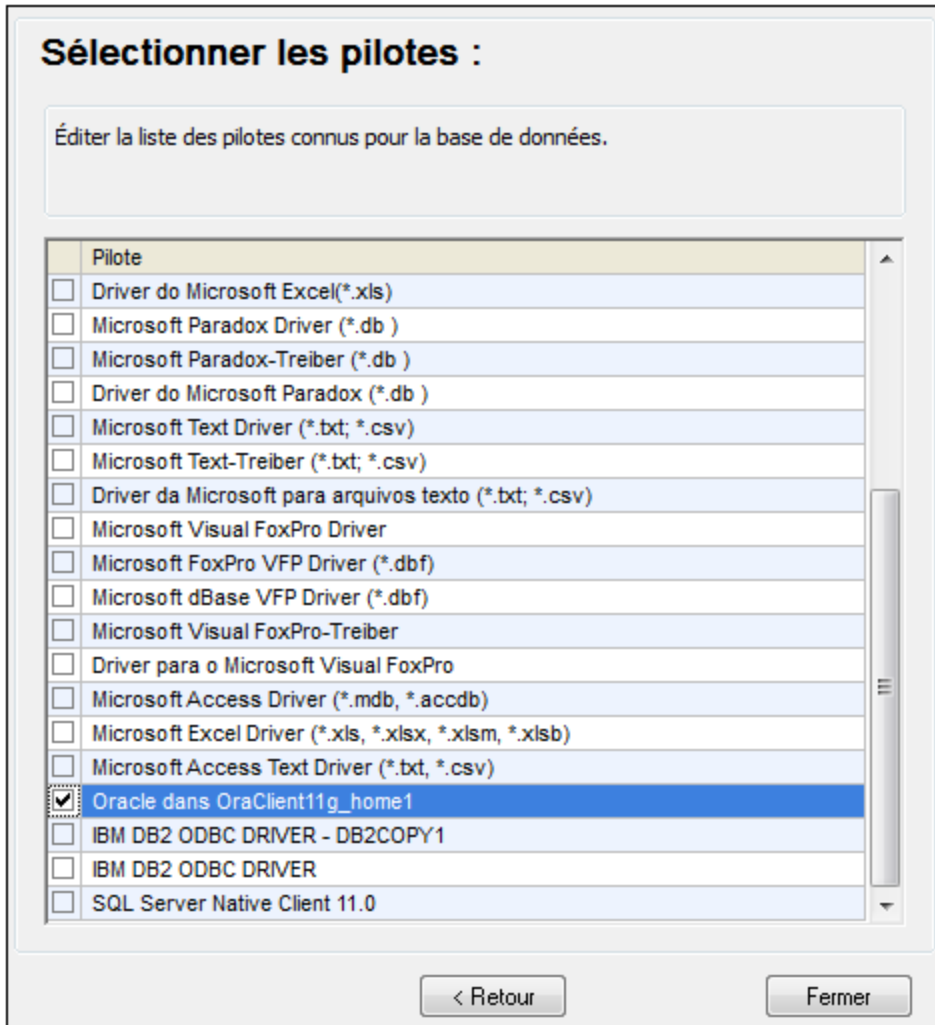 Sélectionner les pilotes :
Éditer la liste des pilotes connus pour la base de données.
Pilote
Driver do Microsoft Excel(*.xls)
Microsoft Paradox Driver (*.db )
Microsoft Paradox-Treiber (*.db )
Driver do Microsoft Paradox (*.db )
Microsoft Text Driver (*.txt; *.csv)
Microsoft Text-Treiber (*.txt; *.csv)
Driver da Microsoft para arquivos texto (*.txt; *.csv)
Microsoft Visual FoxPro Driver
Microsoft FoxPro VFP Driver (*.dbf)
Microsoft dBase VFP Driver (*.dbf)
Microsoft Visual FoxPro-Treiber
Driver para o Microsoft Visual FoxPro
Microsoft Access Driver (*.mdb, *.accdb)
Microsoft Excel Driver (*.xls, *.xlsx, *.xlsm, *.xlsb)
Microsoft Access Text Driver (*.txt, *.csv)
Oracle dans OraClient11g_home1
IBM DB2 ODBC DRIVER - DB2COPY1
IBM DB2 ODBC DRIVER
SQL Server Native Client 11.0
< Retour
Fermer